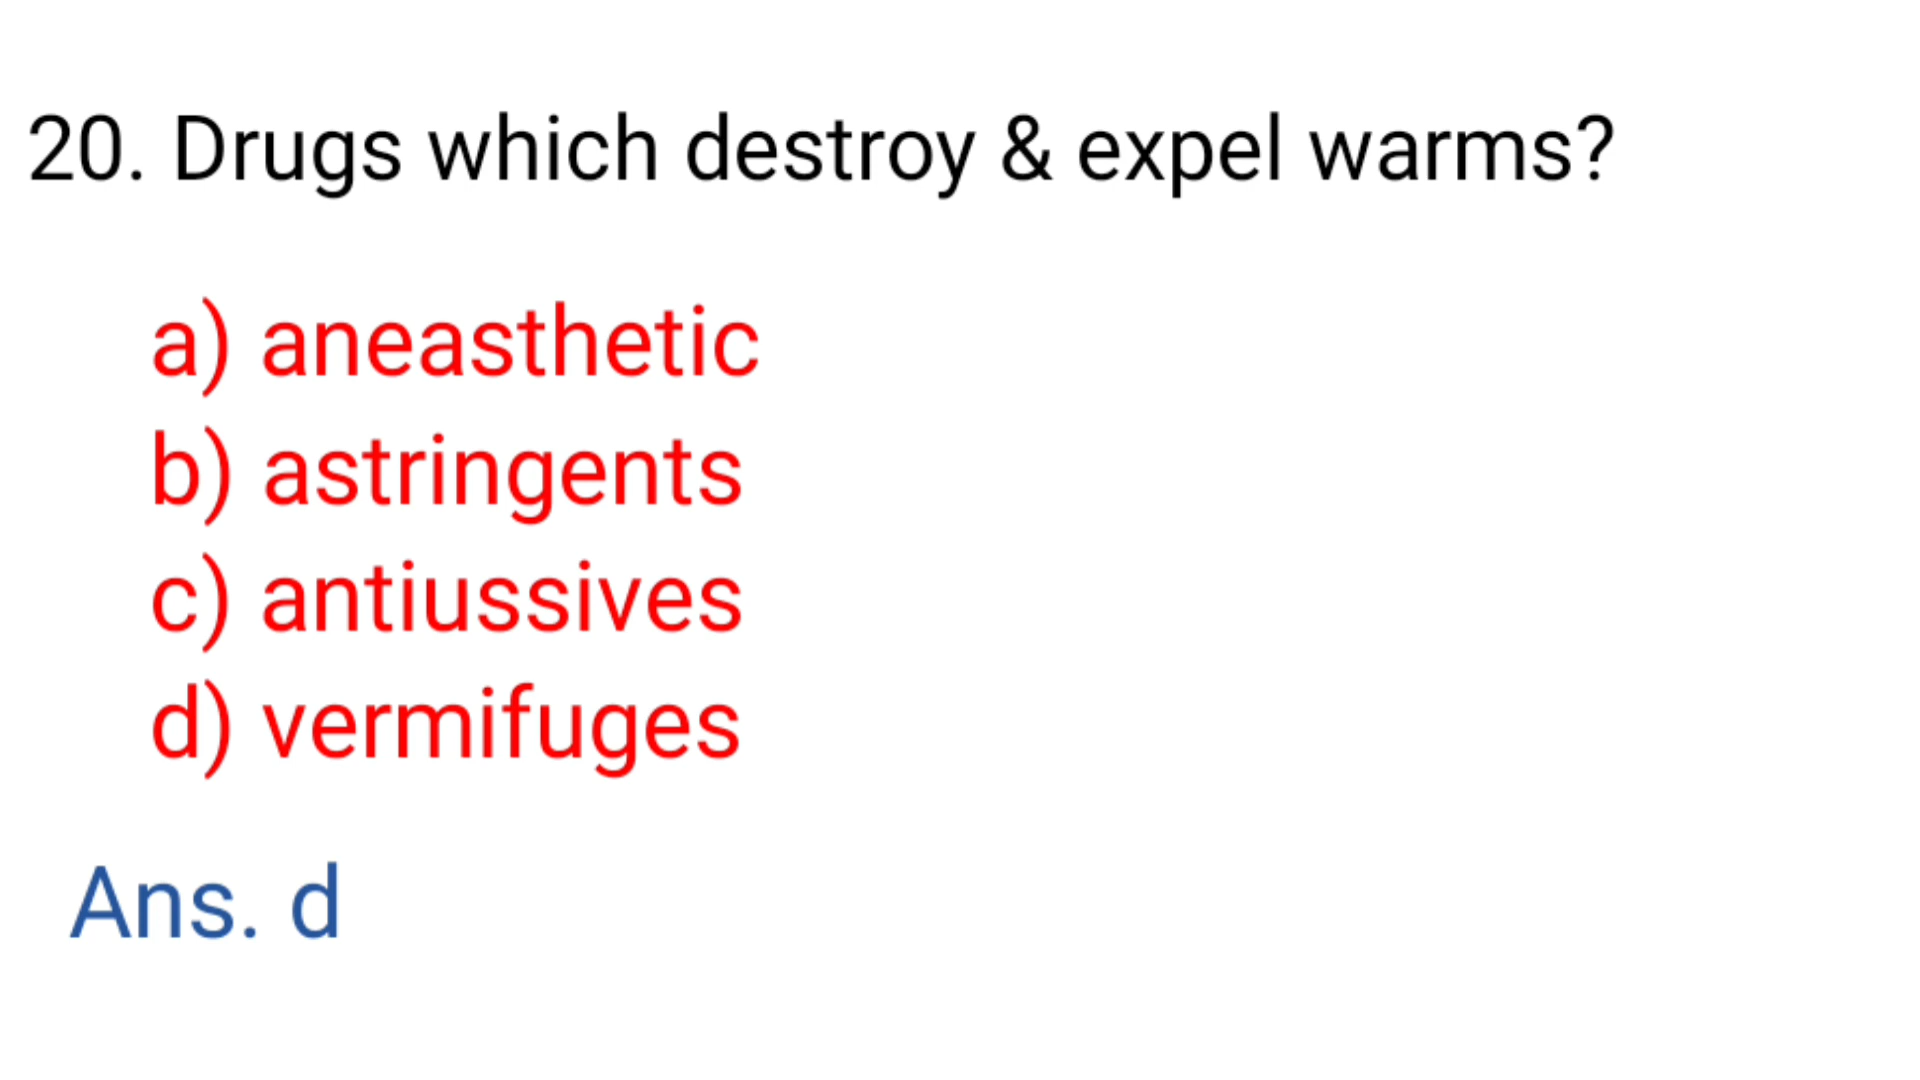 20. Drugs which destroy & expel warms?
a) aneasthetic
b) astringents
c) antiussives
d) vermifuges
Ans. d